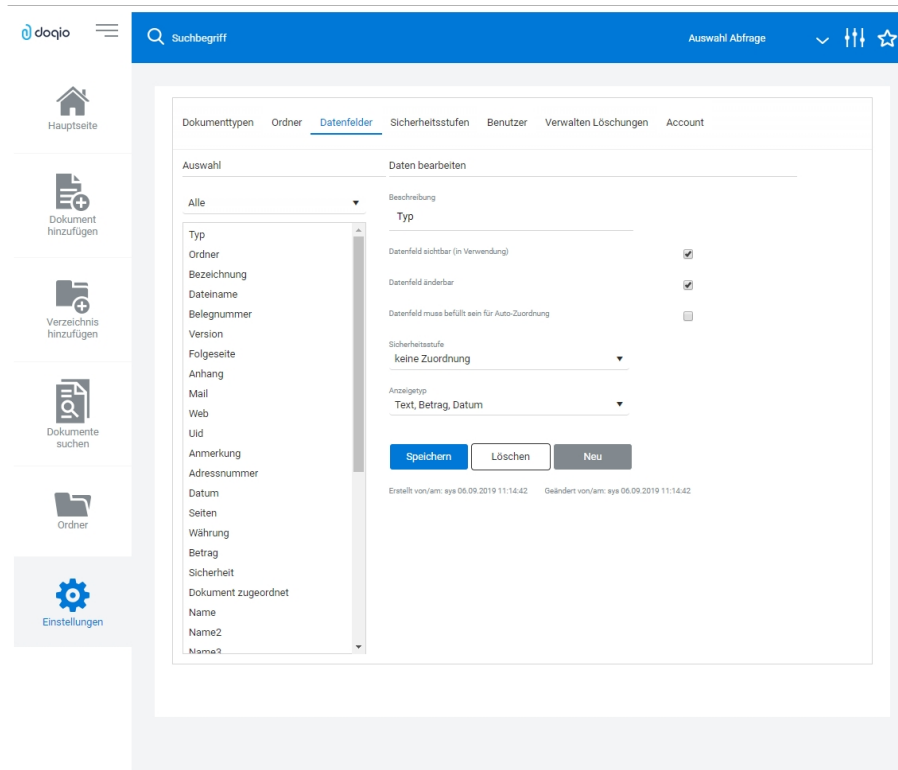 doqio
Suchbegriff
Auswahl Abfrage
Hauptseite
Dokument
hinzufügen
Verzeichnis
hinzufügen
Dokumente
suchen
Ordner
Einstellungen
Dokumenttypen Ordner Datenfelder Sicherheitsstufen Benutzer Verwalten Löschungen Account
Auswahl
Alle
Typ
Ordner
Bezeichnung
Dateiname
Belegnummer
Version
Folgeseite
Anhang
Mail
Web
Uid
Anmerkung
Adressnummer
Datum
Seiten
Währung
Betrag
Sicherheit
Dokument zugeordnet
Name
Name2
Name3
Daten bearbeiten
Beschreibung
Typ
Datenfeld sichtbar (in Verwendung)
Datenfeld änderbar
Datenfeld muss befüllt sein für Auto-Zuordnung
Sicherheitsstufe
keine Zuordnung
Anzeigetyp
Text, Betrag, Datum
Speichern Löschen Neu
Erstellt von/am: sys 06.09.2019 11:14:42 Geändert von/am: sys 06.09.2019 11:14:42